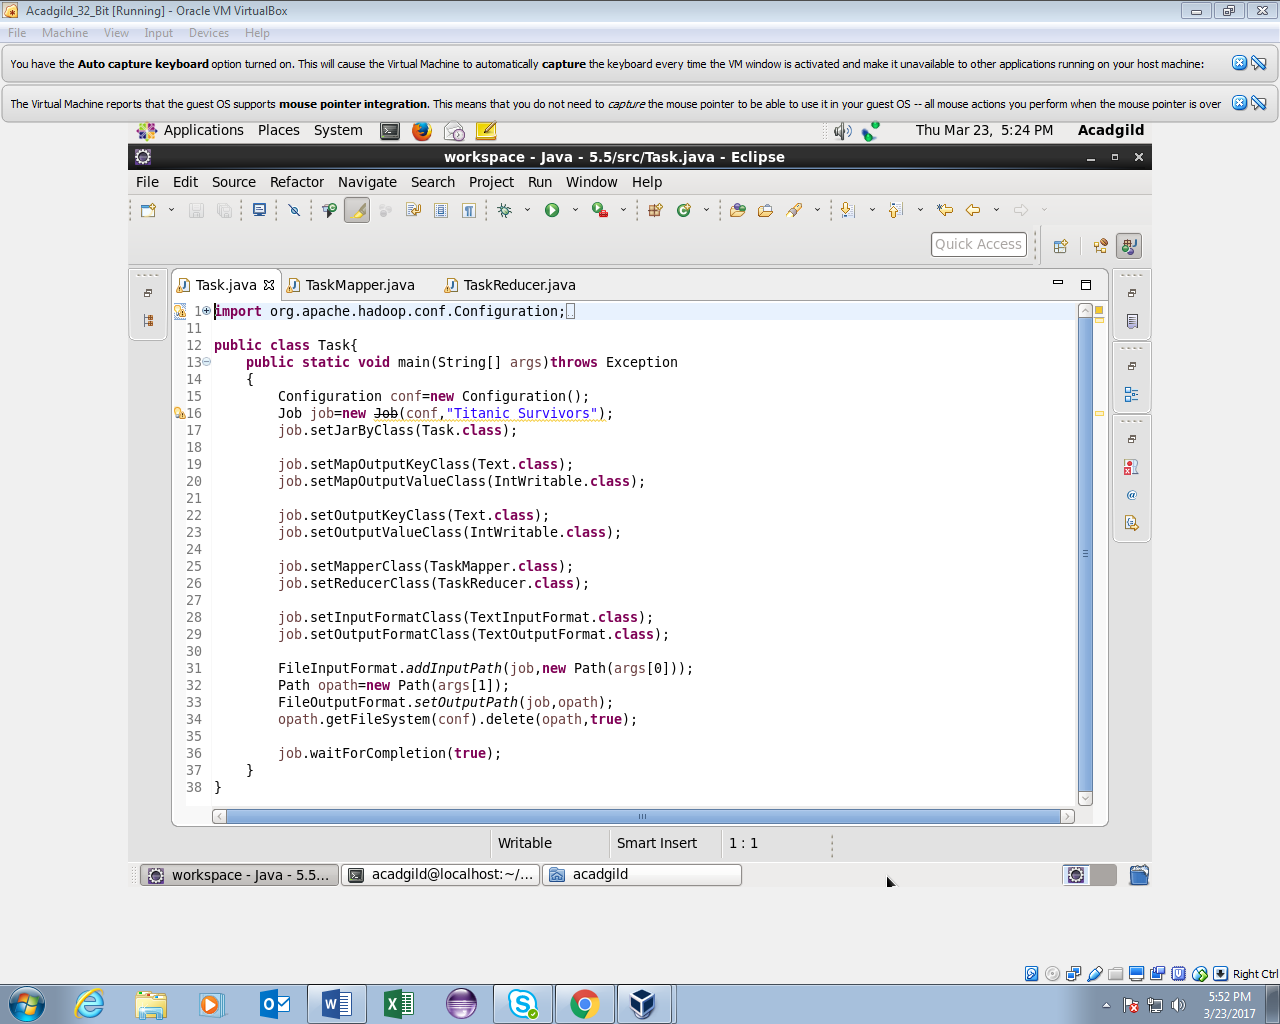 Acadgild_32_Bit [Running] - Oracle VM VirtualBox
File Machine View Input Devices Help
You have the Auto capture keyboard option turned on. This will cause the Virtual Machine to automatically capture the keyboard every time the VM window is activated and make it unavailable to other applications running on your host machine:
The Virtual Machine reports that the guest OS supports mouse pointer integration. This means that you do not need to capture the mouse pointer to be able to use it in your guest OS -- all mouse actions you perform when the mouse pointer is over
Applications Places System Thu Mar 23, 5:24 PM Acadgild
workspace - Java - 5.5/src/Task.java - Eclipse
File Edit Source Refactor Navigate Search Project Run Window Help
Quick Access
Task.java TaskMapper.java TaskReducer.java
1 import org.apache.hadoop.conf.Configuration;
11
12 public class Task{
13 public static void main(String[] args)throws Exception
14 {
15 Configuration conf=new Configuration();
16 Job job=new Job(conf,"Titanic Survivors");
17 job.setJarByClass(Task.class);
18
19 job.setMapOutputKeyClass(Text.class);
20 job.setMapOutputValueClass(IntWritable.class);
21
22 job.setOutputKeyClass(Text.class);
23 job.setOutputValueClass(IntWritable.class);
24
25 job.setMapperClass(TaskMapper.class);
26 job.setReducerClass(TaskReducer.class);
27
28 job.setInputFormatClass(TextInputFormat.class);
29 job.setOutputFormatClass(TextOutputFormat.class);
30
31 FileInputFormat.addInputPath(job,new Path(args[0]));
32 Path opath=new Path(args[1]);
33 FileOutputFormat.setOutputPath(job,opath);
34 opath.getFileSystem(conf).delete(opath,true);
35
36 job.waitForCompletion(true);
37 }
38 }
Writable Smart Insert 1 : 1
workspace - Java - 5.5... acadgild@localhost:~/... acadgild
Right Ctrl
5:52 PM
3/23/2017